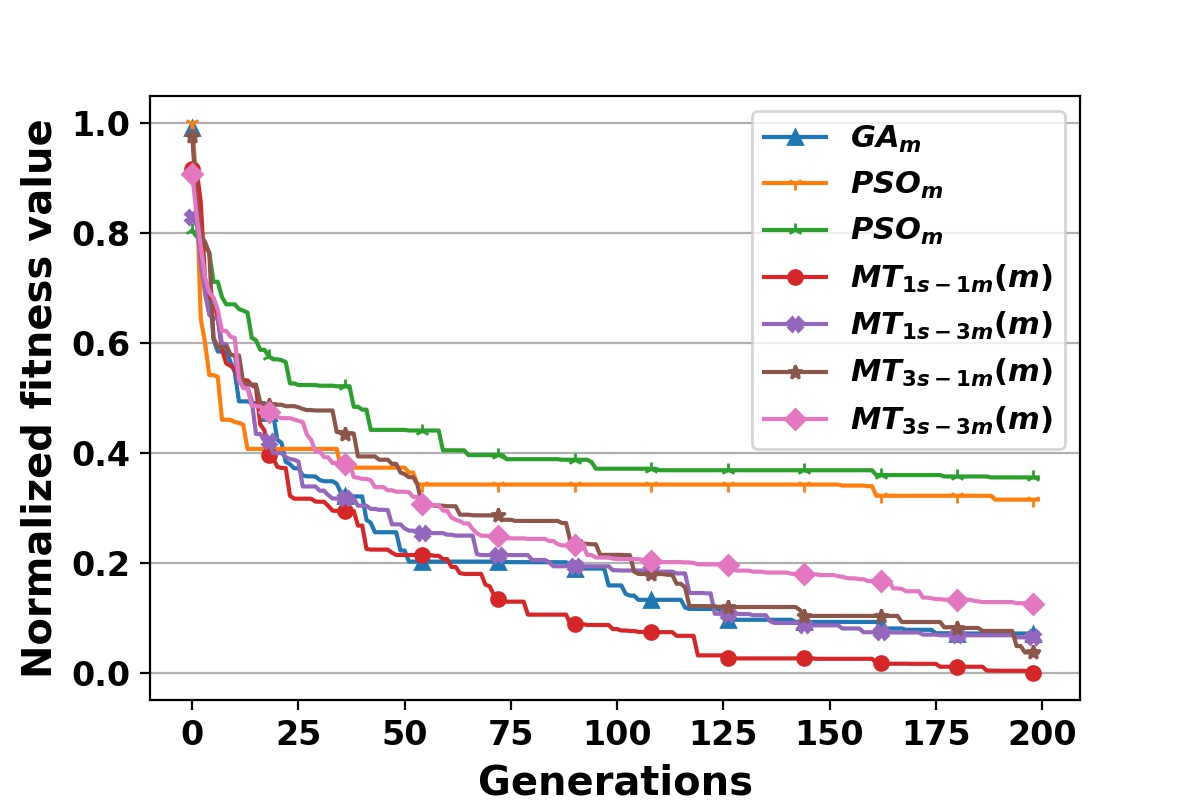 Normalized fitness value
1.0
0.8
0.6
0.4
0.2
0.0
GAₘ
PSOₘ
PSOₘ
MT₁ₛ₋₁ₘ(m)
MT₁ₛ₋₃ₘ(m)
MT₃ₛ₋₁ₘ(m)
MT₃ₛ₋₃ₘ(m)
0 25 50 75 100 125 150 175 200
Generations